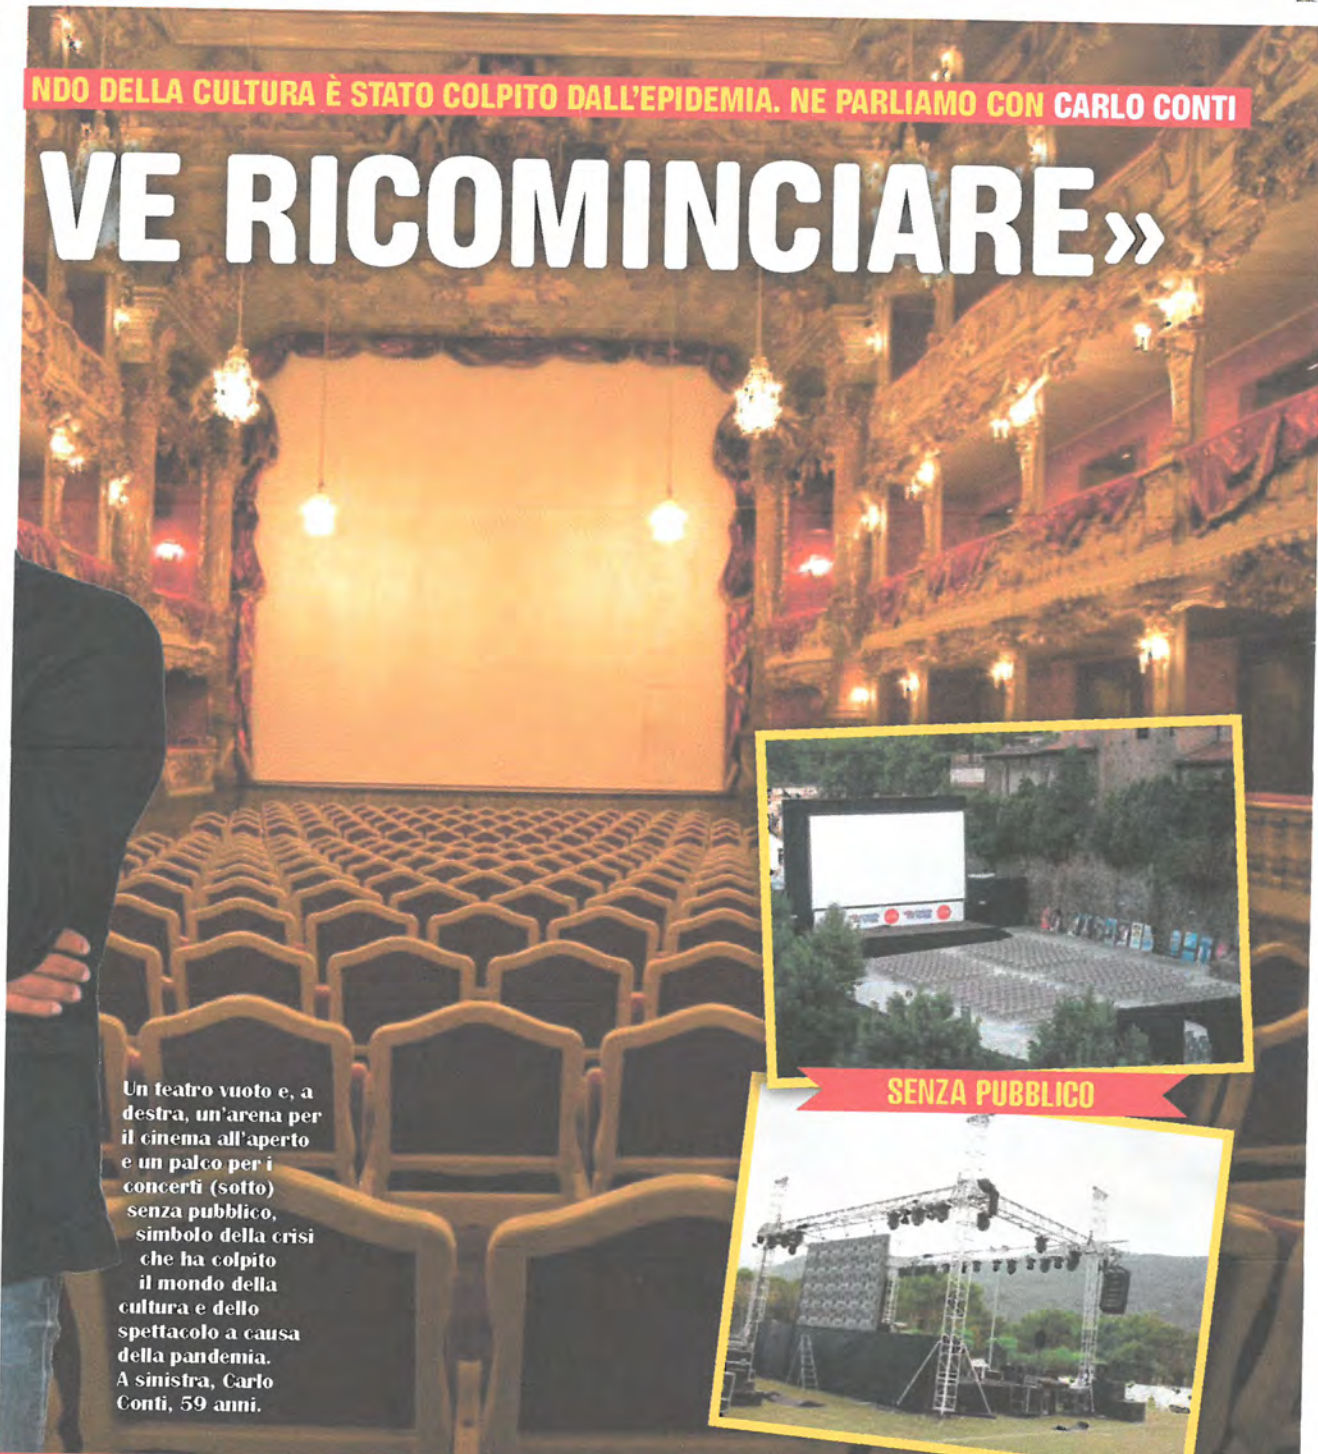 NDO DELLA CULTURA È STATO COLPITO DALL'EPIDEMIA. NE PARLIAMO CON CARLO CONTI
VE RICOMINCIARE»
SENZA PUBBLICO
Un teatro vuoto e, a
destra, un'arena per
il cinema all'aperto
e un palco per i
concerti (sotto)
senza pubblico,
simbolo della crisi
che ha colpito
il mondo della
cultura e dello
spettacolo a causa
della pandemia.
A sinistra, Carlo
Conti, 59 anni.